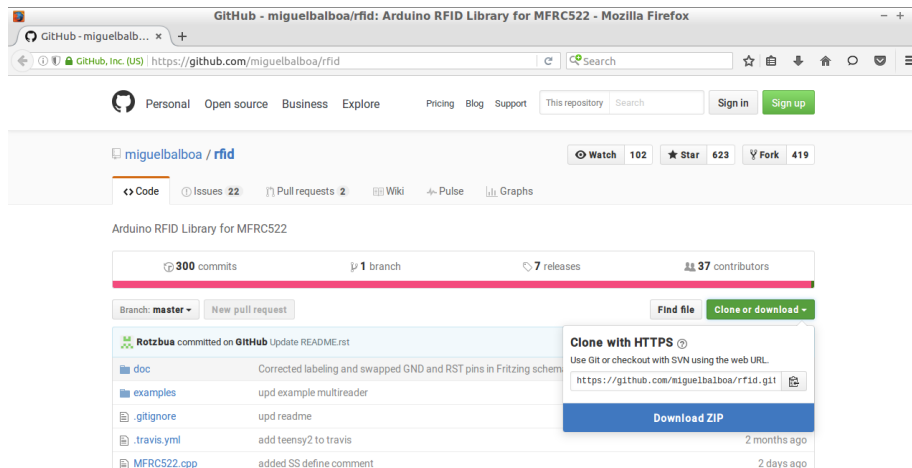 GitHub - miguelbalboa/rfid: Arduino RFID Library for MFRC522 - Mozilla Firefox
GitHub - miguelbalb... × +
GitHub, Inc. (US) https://github.com/miguelbalboa/rfid Search
Personal Open source Business Explore Pricing Blog Support This repository Search Sign in Sign up
miguelbalboa / rfid Watch 102 Star 623 Fork 419
Code Issues 22 Pull requests 2 Wiki Pulse Graphs
Arduino RFID Library for MFRC522
300 commits 1 branch 7 releases 37 contributors
Branch: master New pull request Find file Clone or download
Rotzbua committed on GitHub Update README.rst
Clone with HTTPS
Use Git or checkout with SVN using the web URL.
https://github.com/miguelbalboa/rfid.git
Download ZIP
doc Corrected labeling and swapped GND and RST pins in Fritzing schem
examples upd example multireader
.gitignore upd readme
.travis.yml add teensy2 to travis 2 months ago
MFRC522.cpp added SS define comment 2 days ago